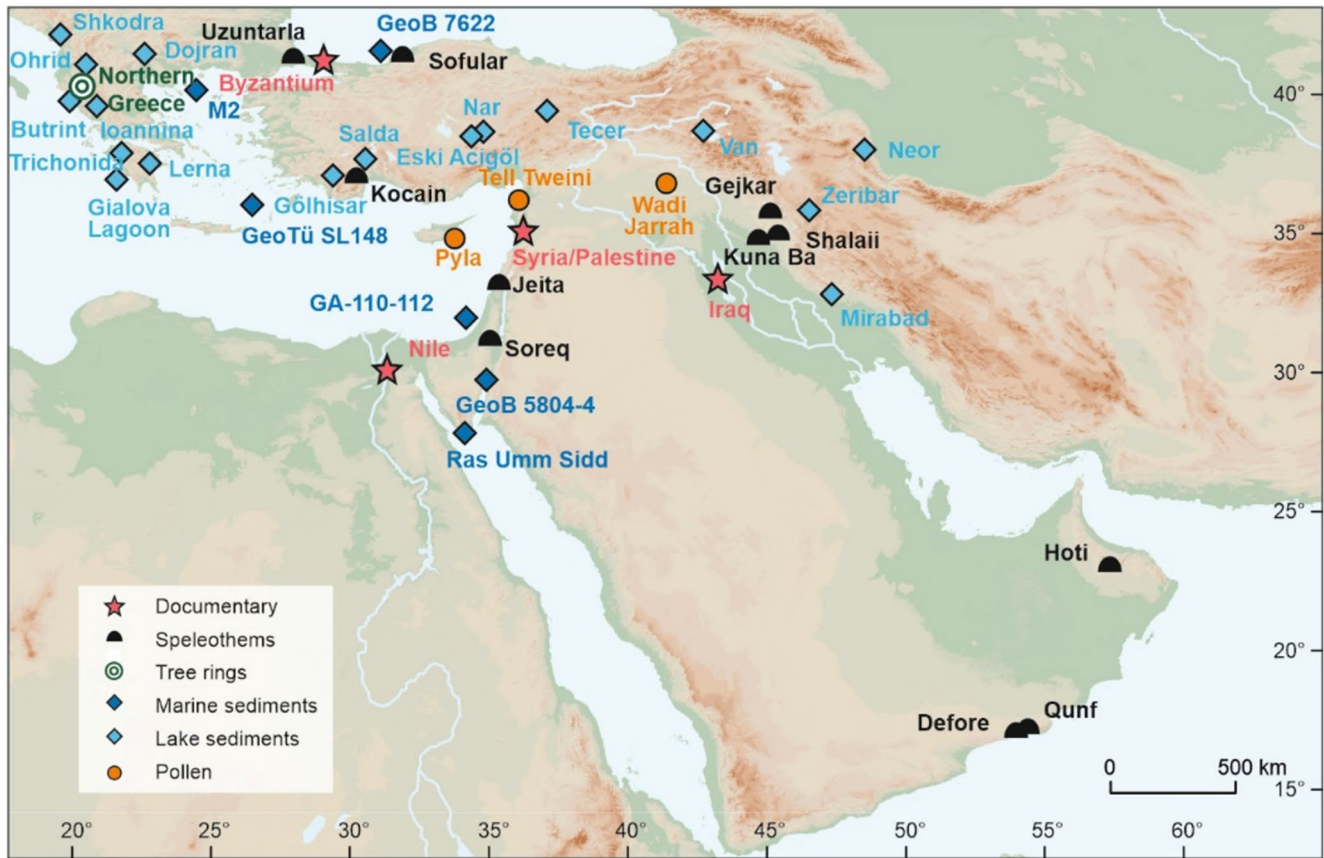 Shkodra
Uzuntarla
GeoB 7622
Ohrid
Dojran
Sofular
Northern
Greece
Byzantium
M2
40°
Butrint
Ioannina
Nar
Tecer
Van
Neor
Trichonida
Lerna
Salda
Eski Acigöl
Tell Tweini
Gejkar
Zeribar
Kocain
Wadi
Jarrah
Gialova
Lagoon
Gölhisar
GeoTü SL148
Pyla
Syria/Palestine
Shalaii
Kuna Ba
35°
Jeita
GA-110-112
Iraq
Mirabad
Nile
Soreq
30°
GeoB 5804-4
Ras Umm Sidd
25°
Hoti
Documentary
Speleothems
Tree rings
Marine sediments
Lake sediments
Pollen
20°
Defore
Qunf
0 500 km
15°
20° 25° 30° 35° 40° 45° 50° 55° 60°